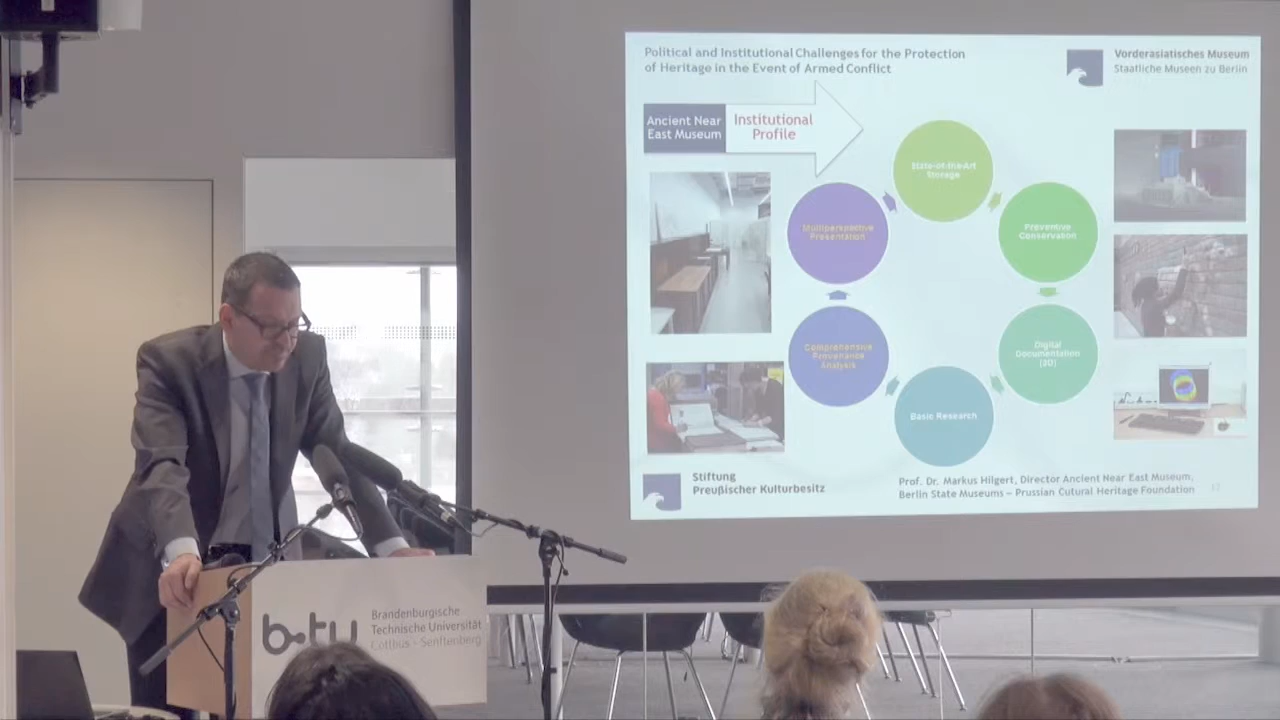 Political and Institutional Challenges for the Protection
of Heritage in the Event of Armed Conflict
Vorderasiatisches Museum
Staatliche Museen zu Berlin
Ancient Near
East Museum
Institutional
Profile
State-of-the-Art
Storage
Multiperspective
Presentation
Preventive
Conservation
Comprehensive
Provenance
Analysis
Digital
Documentation
(3D)
Basic Research
Stiftung
Preußischer Kulturbesitz
Prof. Dr. Markus Hilgert, Director Ancient Near East Museum,
Berlin State Museums – Prussian Cutural Heritage Foundation
b-tu
Brandenburgische
Technische Universität
Cottbus - Senftenberg